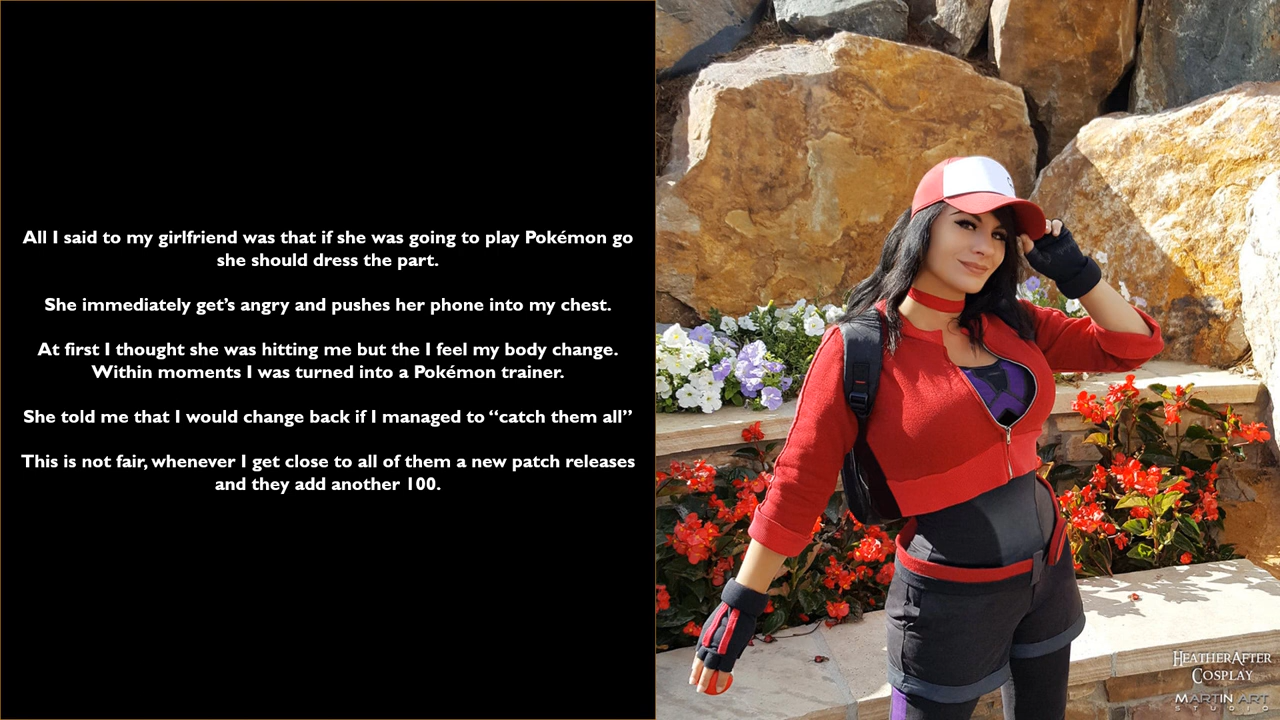 All I said to my girlfriend was that if she was going to play Pokémon go
she should dress the part.
She immediately get's angry and pushes her phone into my chest.
At first I thought she was hitting me but the I feel my body change.
Within moments I was turned into a Pokémon trainer.
She told me that I would change back if I managed to “catch them all”
This is not fair, whenever I get close to all of them a new patch releases
and they add another 100.
HEATHERAFTER
COSPLAY
MARTIN ART
STUDIO